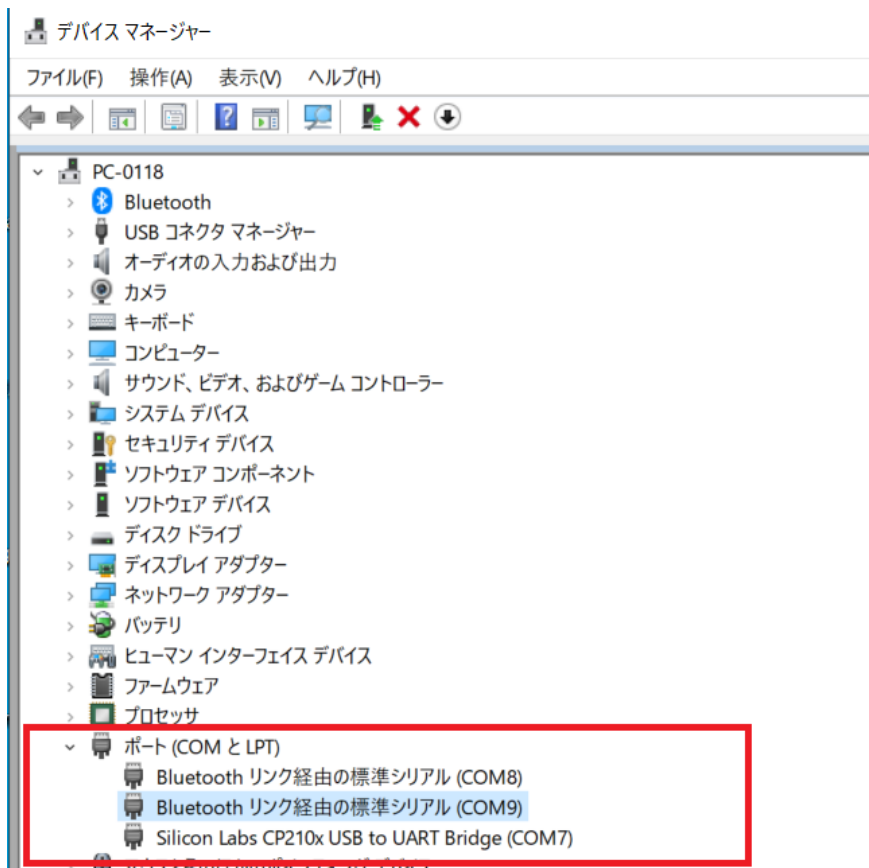 デバイス マネージャー
ファイル(F) 操作(A) 表示(V) ヘルプ(H)
PC-0118
Bluetooth
USB コネクタ マネージャー
オーディオの入力および出力
カメラ
キーボード
コンピューター
サウンド、ビデオ、およびゲーム コントローラー
システム デバイス
セキュリティ デバイス
ソフトウェア コンポーネント
ソフトウェア デバイス
ディスク ドライブ
ディスプレイ アダプター
ネットワーク アダプター
バッテリ
ヒューマン インターフェイス デバイス
ファームウェア
プロセッサ
ポート (COM と LPT)
Bluetooth リンク経由の標準シリアル (COM8)
Bluetooth リンク経由の標準シリアル (COM9)
Silicon Labs CP210x USB to UART Bridge (COM7)